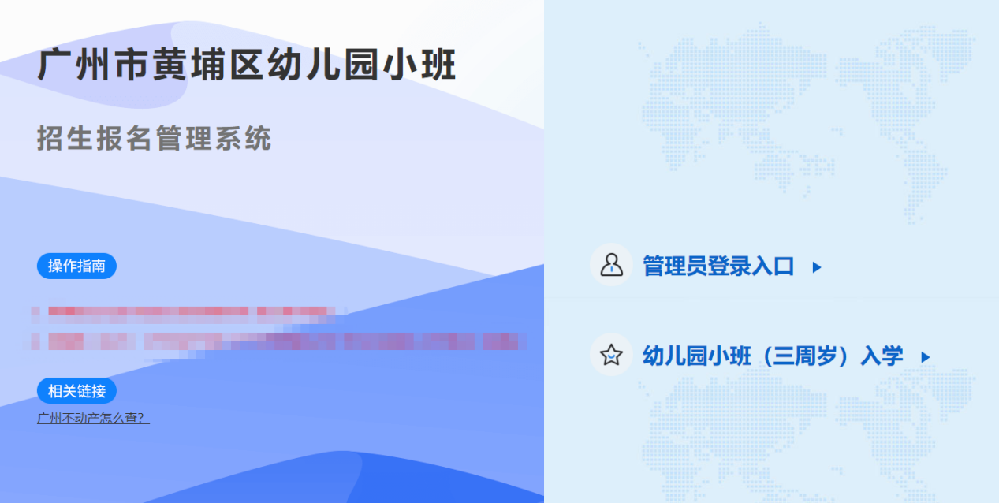 广州市黄埔区幼儿园小班
招生报名管理系统
操作指南
相关链接
广州不动产怎么查？
管理员登录入口
幼儿园小班（三周岁）入学